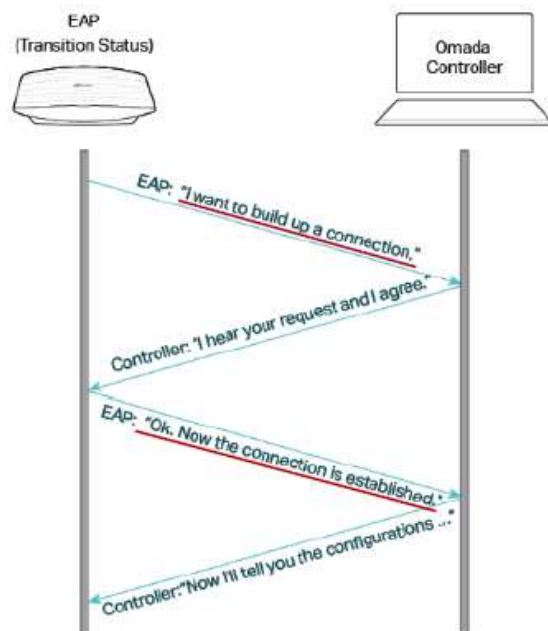 EAP
(Transition Status)
Omada
Controller
EAP: "I want to build up a connection."
Controller: "I hear your request and I agree."
EAP: "Ok. Now the connection is established."
Controller:"Now I'll tell you the configurations ..."